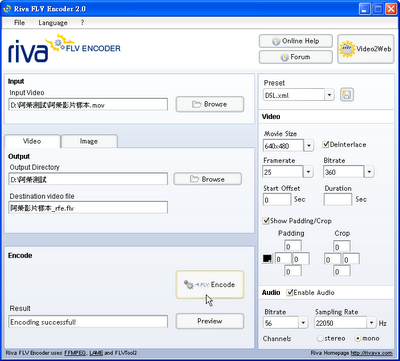 Riva FLV Encoder 2.0
File Language ?
riva FLV ENCODER
Online Help
Forum
Video2Web
Input
Input Video
D:\阿榮測試\阿榮影片標本.mov
Browse
Video Image
Output
Output Directory
D:\阿榮測試
Browse
Destination video file
阿榮影片標本_rfe.flv
Encode
FLV Encode
Result
Encoding successful!
Preview
Preset
DSL.xml
Video
Movie Size
640x480
DeInterlace
Framerate Bitrate
25 360
Start Offset Duration
0 Sec Sec
Show Padding/Crop
Padding Crop
0 0
0 0 0 0
0 0
Audio Enable Audio
Bitrate Sampling Rate
56 22050 Hz
Channels stereo mono
Riva FLV Encoder uses FFMPEG, LAME and FLVTool2
Riva Homepage http://rivavx.com